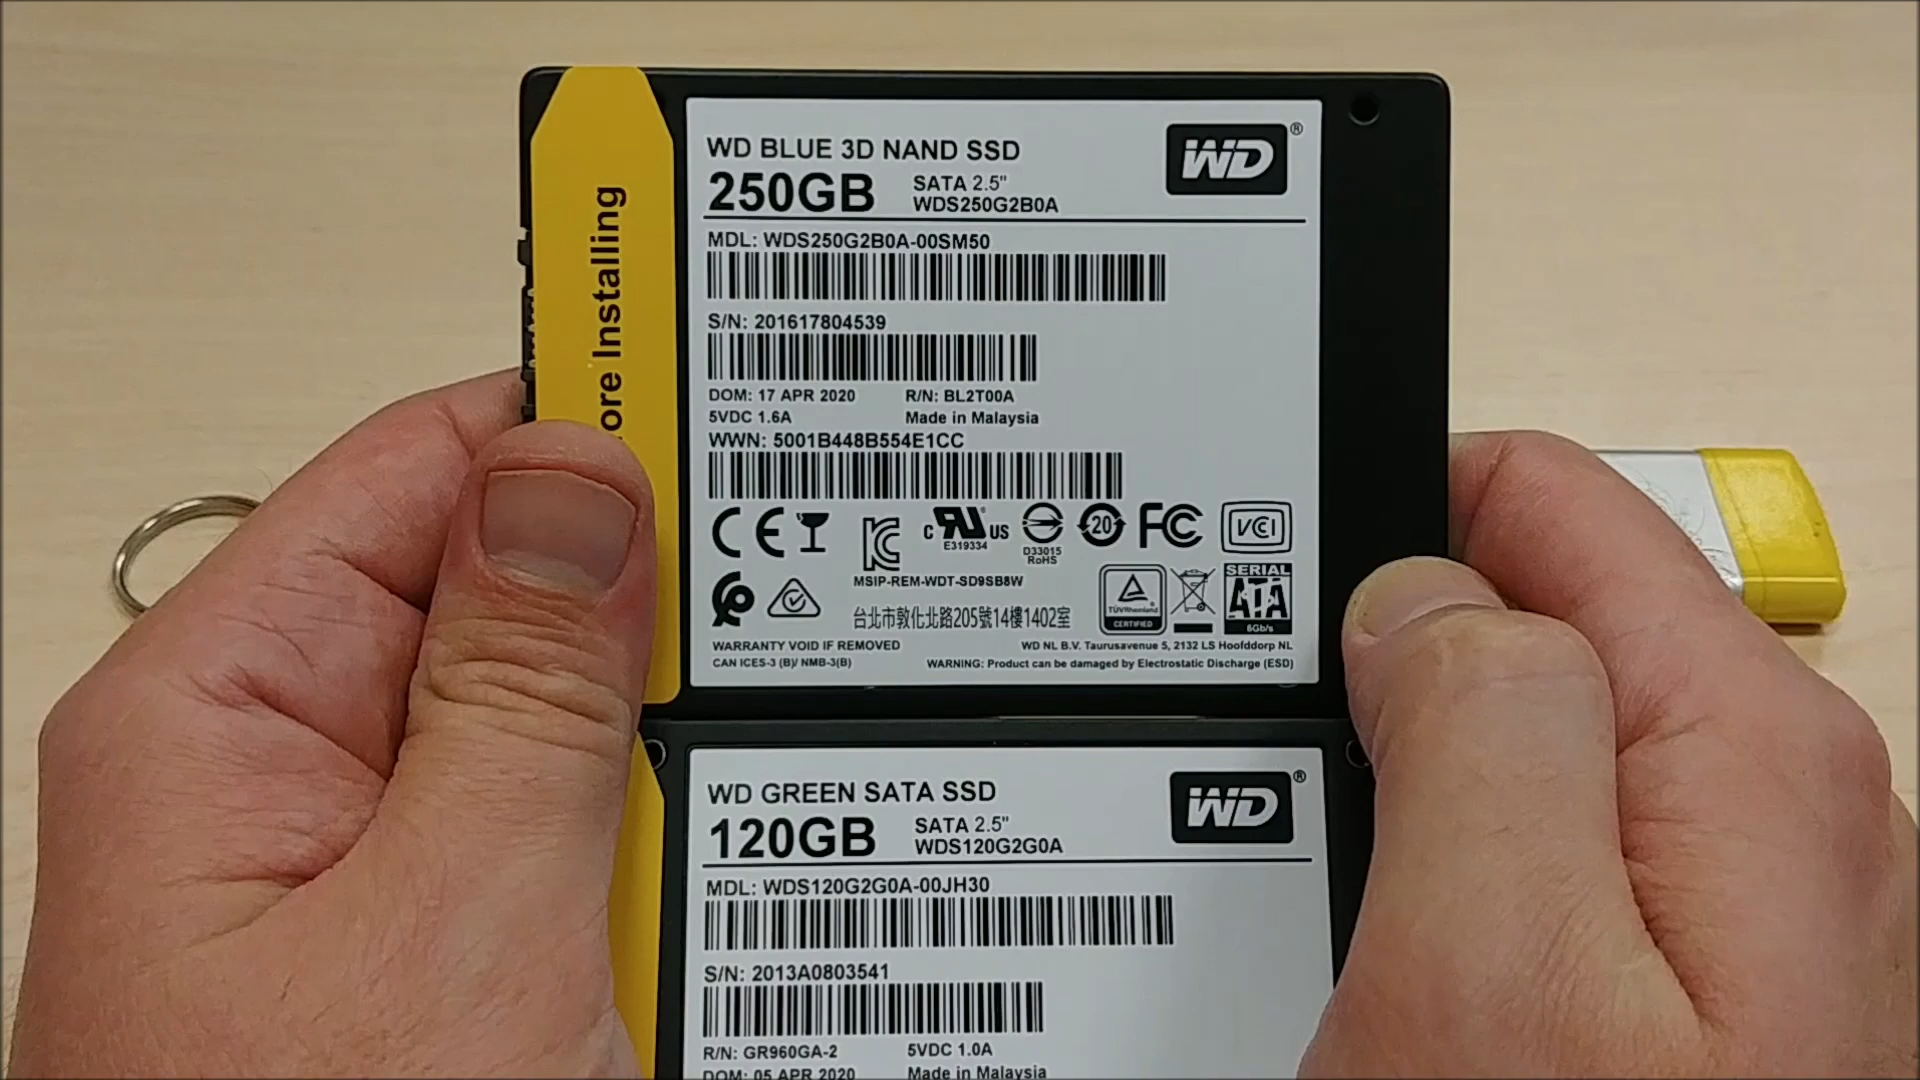 ore Installing
WD BLUE 3D NAND SSD
WD®
250GB
SATA 2.5"
WDS250G2B0A
MDL: WDS250G2B0A-00SM50
S/N: 201617804539
DOM: 17 APR 2020 R/N: BL2T00A
5VDC 1.6A Made in Malaysia
WWN: 5001B448B554E1CC
CE
c RU® US
E319334
D33015
RoHS
20
FC
VCI
MSIP-REM-WDT-SD9SB8W
台北市敦化北路205號14樓1402室
TÜVRheinland
CERTIFIED
SERIAL
ATA
6Gb/s
WARRANTY VOID IF REMOVED WD NL B.V. Taurusavenue 5, 2132 LS Hoofddorp NL
CAN ICES-3 (B)/ NMB-3(B) WARNING: Product can be damaged by Electrostatic Discharge (ESD)
WD GREEN SATA SSD
WD®
120GB
SATA 2.5"
WDS120G2G0A
MDL: WDS120G2G0A-00JH30
S/N: 2013A0803541
R/N: GR960GA-2 5VDC 1.0A
DOM: 05 APR 2020 Made in Malaysia